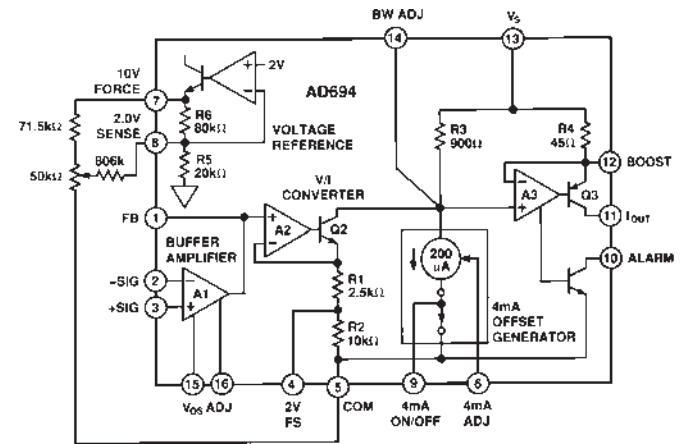 BW ADJ
Vs
14
13
10V
FORCE
2V
AD694
7
R6
80kΩ
71.5kΩ
2.0V
SENSE
VOLTAGE
REFERENCE
R3
900Ω
R4
45Ω
8
806k
R5
20kΩ
12
BOOST
50kΩ
V/I
CONVERTER
A3
Q3
FB
1
A2
Q2
11
IOUT
BUFFER
AMPLIFIER
200
µA
10
ALARM
-SIG
2
A1
R1
2.5kΩ
+SIG
3
4mA
OFFSET
GENERATOR
R2
10kΩ
15
16
4
5
9
6
VOS ADJ
2V
FS
COM
4mA
ON/OFF
4mA
ADJ